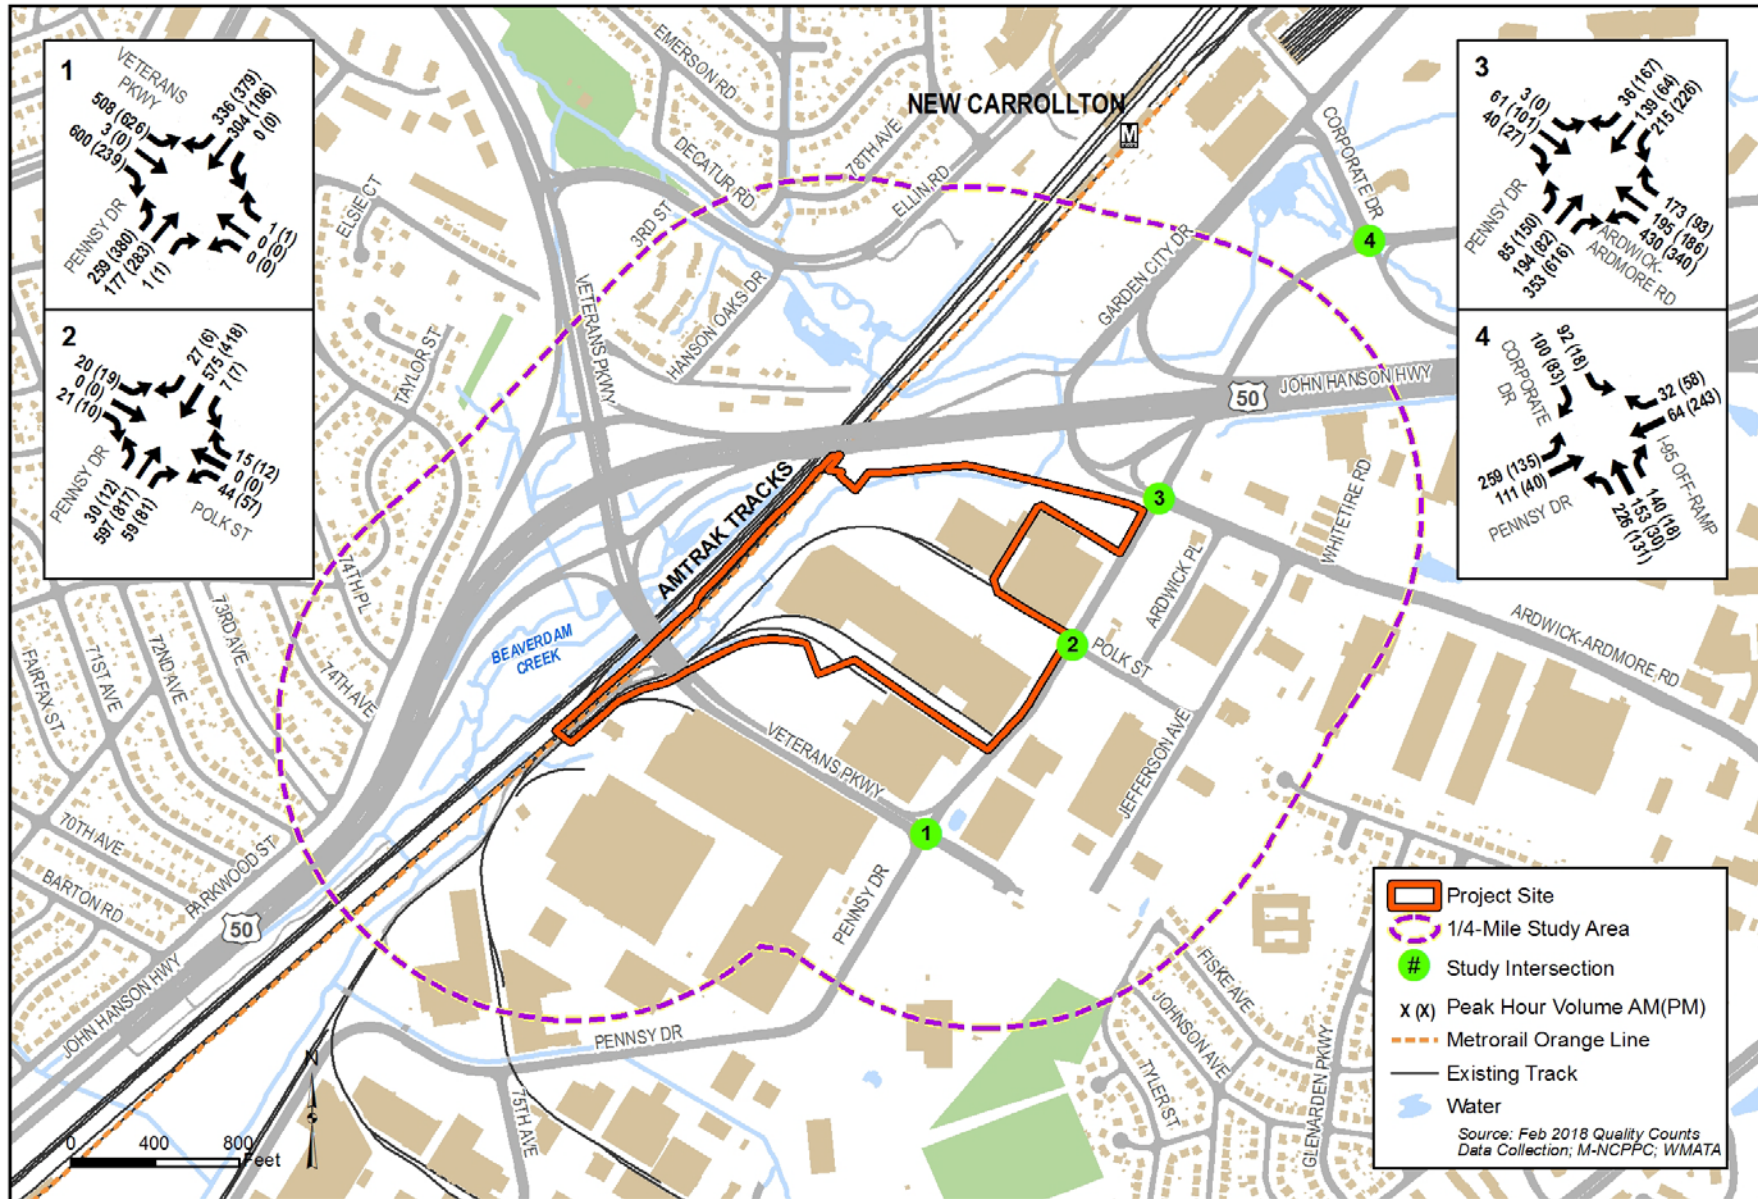 1
VETERANS
PKWY
508 (626)
3 (0)
600 (239)
336 (379)
304 (106)
0 (0)
PENNSY DR
259 (380)
177 (283)
1 (1)
1 (1)
0 (0)
0 (0)
2
20 (19)
0 (0)
21 (10)
27 (6)
575 (418)
7 (7)
PENNSY DR
30 (12)
597 (817)
59 (81)
15 (12)
0 (0)
44 (57)
POLK ST
3
3 (0)
61 (101)
40 (27)
36 (167)
139 (64)
215 (226)
PENNSY DR
85 (150)
194 (82)
353 (616)
173 (93)
195 (186)
430 (340)
ARDWICK-
ARDMORE RD
4
CORPORATE
DR
100 (83)
92 (18)
32 (58)
64 (243)
259 (135)
111 (40)
PENNSY DR
140 (18)
153 (30)
226 (131)
I-95 OFF-RAMP
EMERSON RD
NEW CARROLLTON
M
DECATUR RD
78TH AVE
ELLIN RD
CORPORATE DR
ELSIE CT
3RD ST
4
GARDEN CITY DR
VETERANS PKWY
HANSON OAKS DR
TAYLOR ST
JOHN HANSON HWY
50
AMTRAK TRACKS
3
WHITETIRE RD
74TH PL
ARDWICK PL
BEAVERDAM
CREEK
2
POLK ST
ARDWICK-ARDMORE RD
73RD AVE
72ND AVE
71ST AVE
FAIRFAX ST
74TH AVE
VETERANS PKWY
JEFFERSON AVE
1
70TH AVE
BARTON RD
PARKWOOD ST
50
JOHN HANSON HWY
PENNSY DR
PENNSY DR
75TH AVE
FISKE AVE
JOHNSON AVE
TYLER ST
GLENARDEN PKWY
N
0 400 800
Feet
Project Site
1/4-Mile Study Area
# Study Intersection
X (X) Peak Hour Volume AM(PM)
Metrorail Orange Line
Existing Track
Water
Source: Feb 2018 Quality Counts
Data Collection; M-NCPPC; WMATA